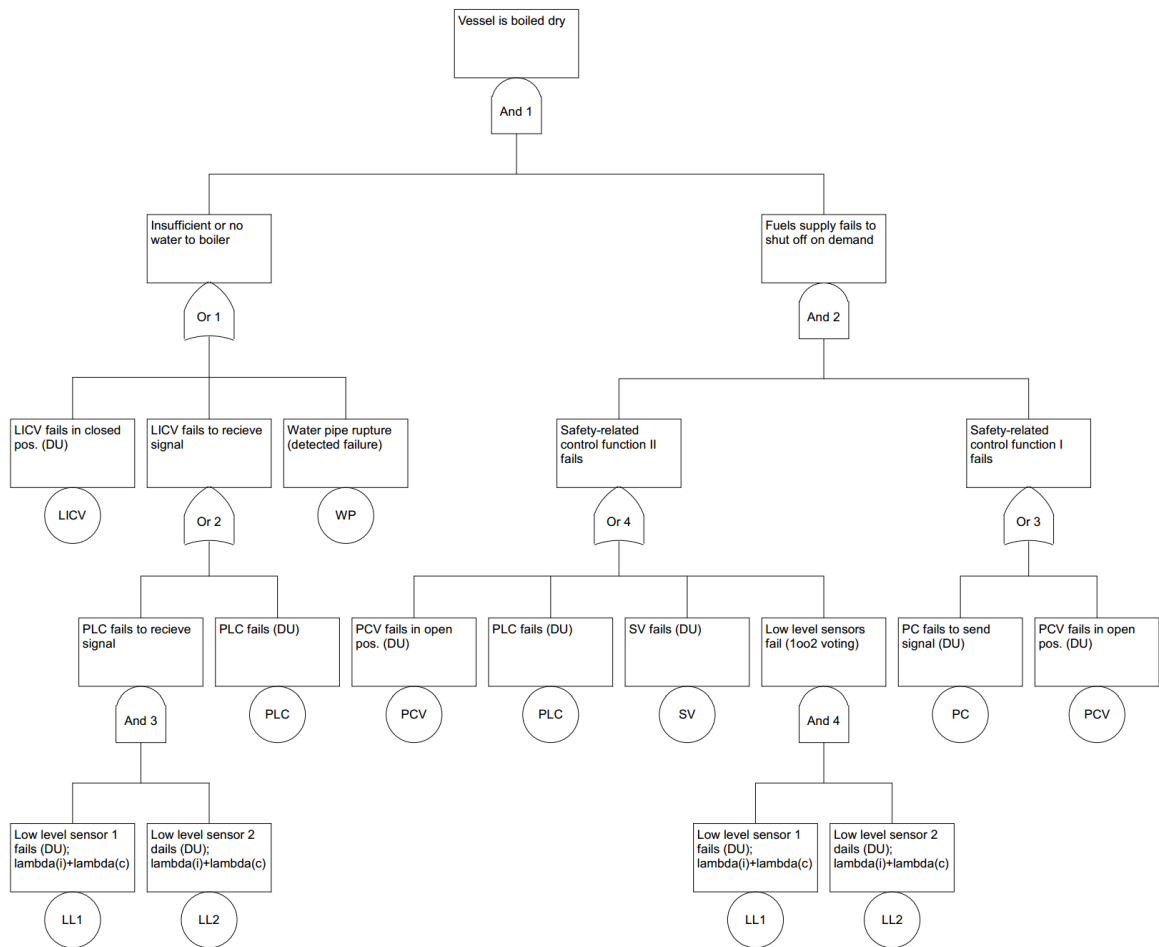 Vessel is boiled dry
And 1
Insufficient or no
water to boiler
Fuels supply fails to
shut off on demand
Or 1
And 2
LICV fails in closed
pos. (DU)
LICV fails to recieve
signal
Water pipe rupture
(detected failure)
Safety-related
control function II
fails
Safety-related
control function I
fails
LICV
Or 2
WP
Or 4
Or 3
PLC fails to recieve
signal
PLC fails (DU)
PCV fails in open
pos. (DU)
PLC fails (DU)
SV fails (DU)
Low level sensors
fail (1oo2 voting)
PC fails to send
signal (DU)
PCV fails in open
pos. (DU)
And 3
PLC
PCV
PLC
SV
And 4
PC
PCV
Low level sensor 1
fails (DU);
lambda(i)+lambda(c)
Low level sensor 2
dails (DU);
lambda(i)+lambda(c)
Low level sensor 1
fails (DU);
lambda(i)+lambda(c)
Low level sensor 2
dails (DU);
lambda(i)+lambda(c)
LL1
LL2
LL1
LL2